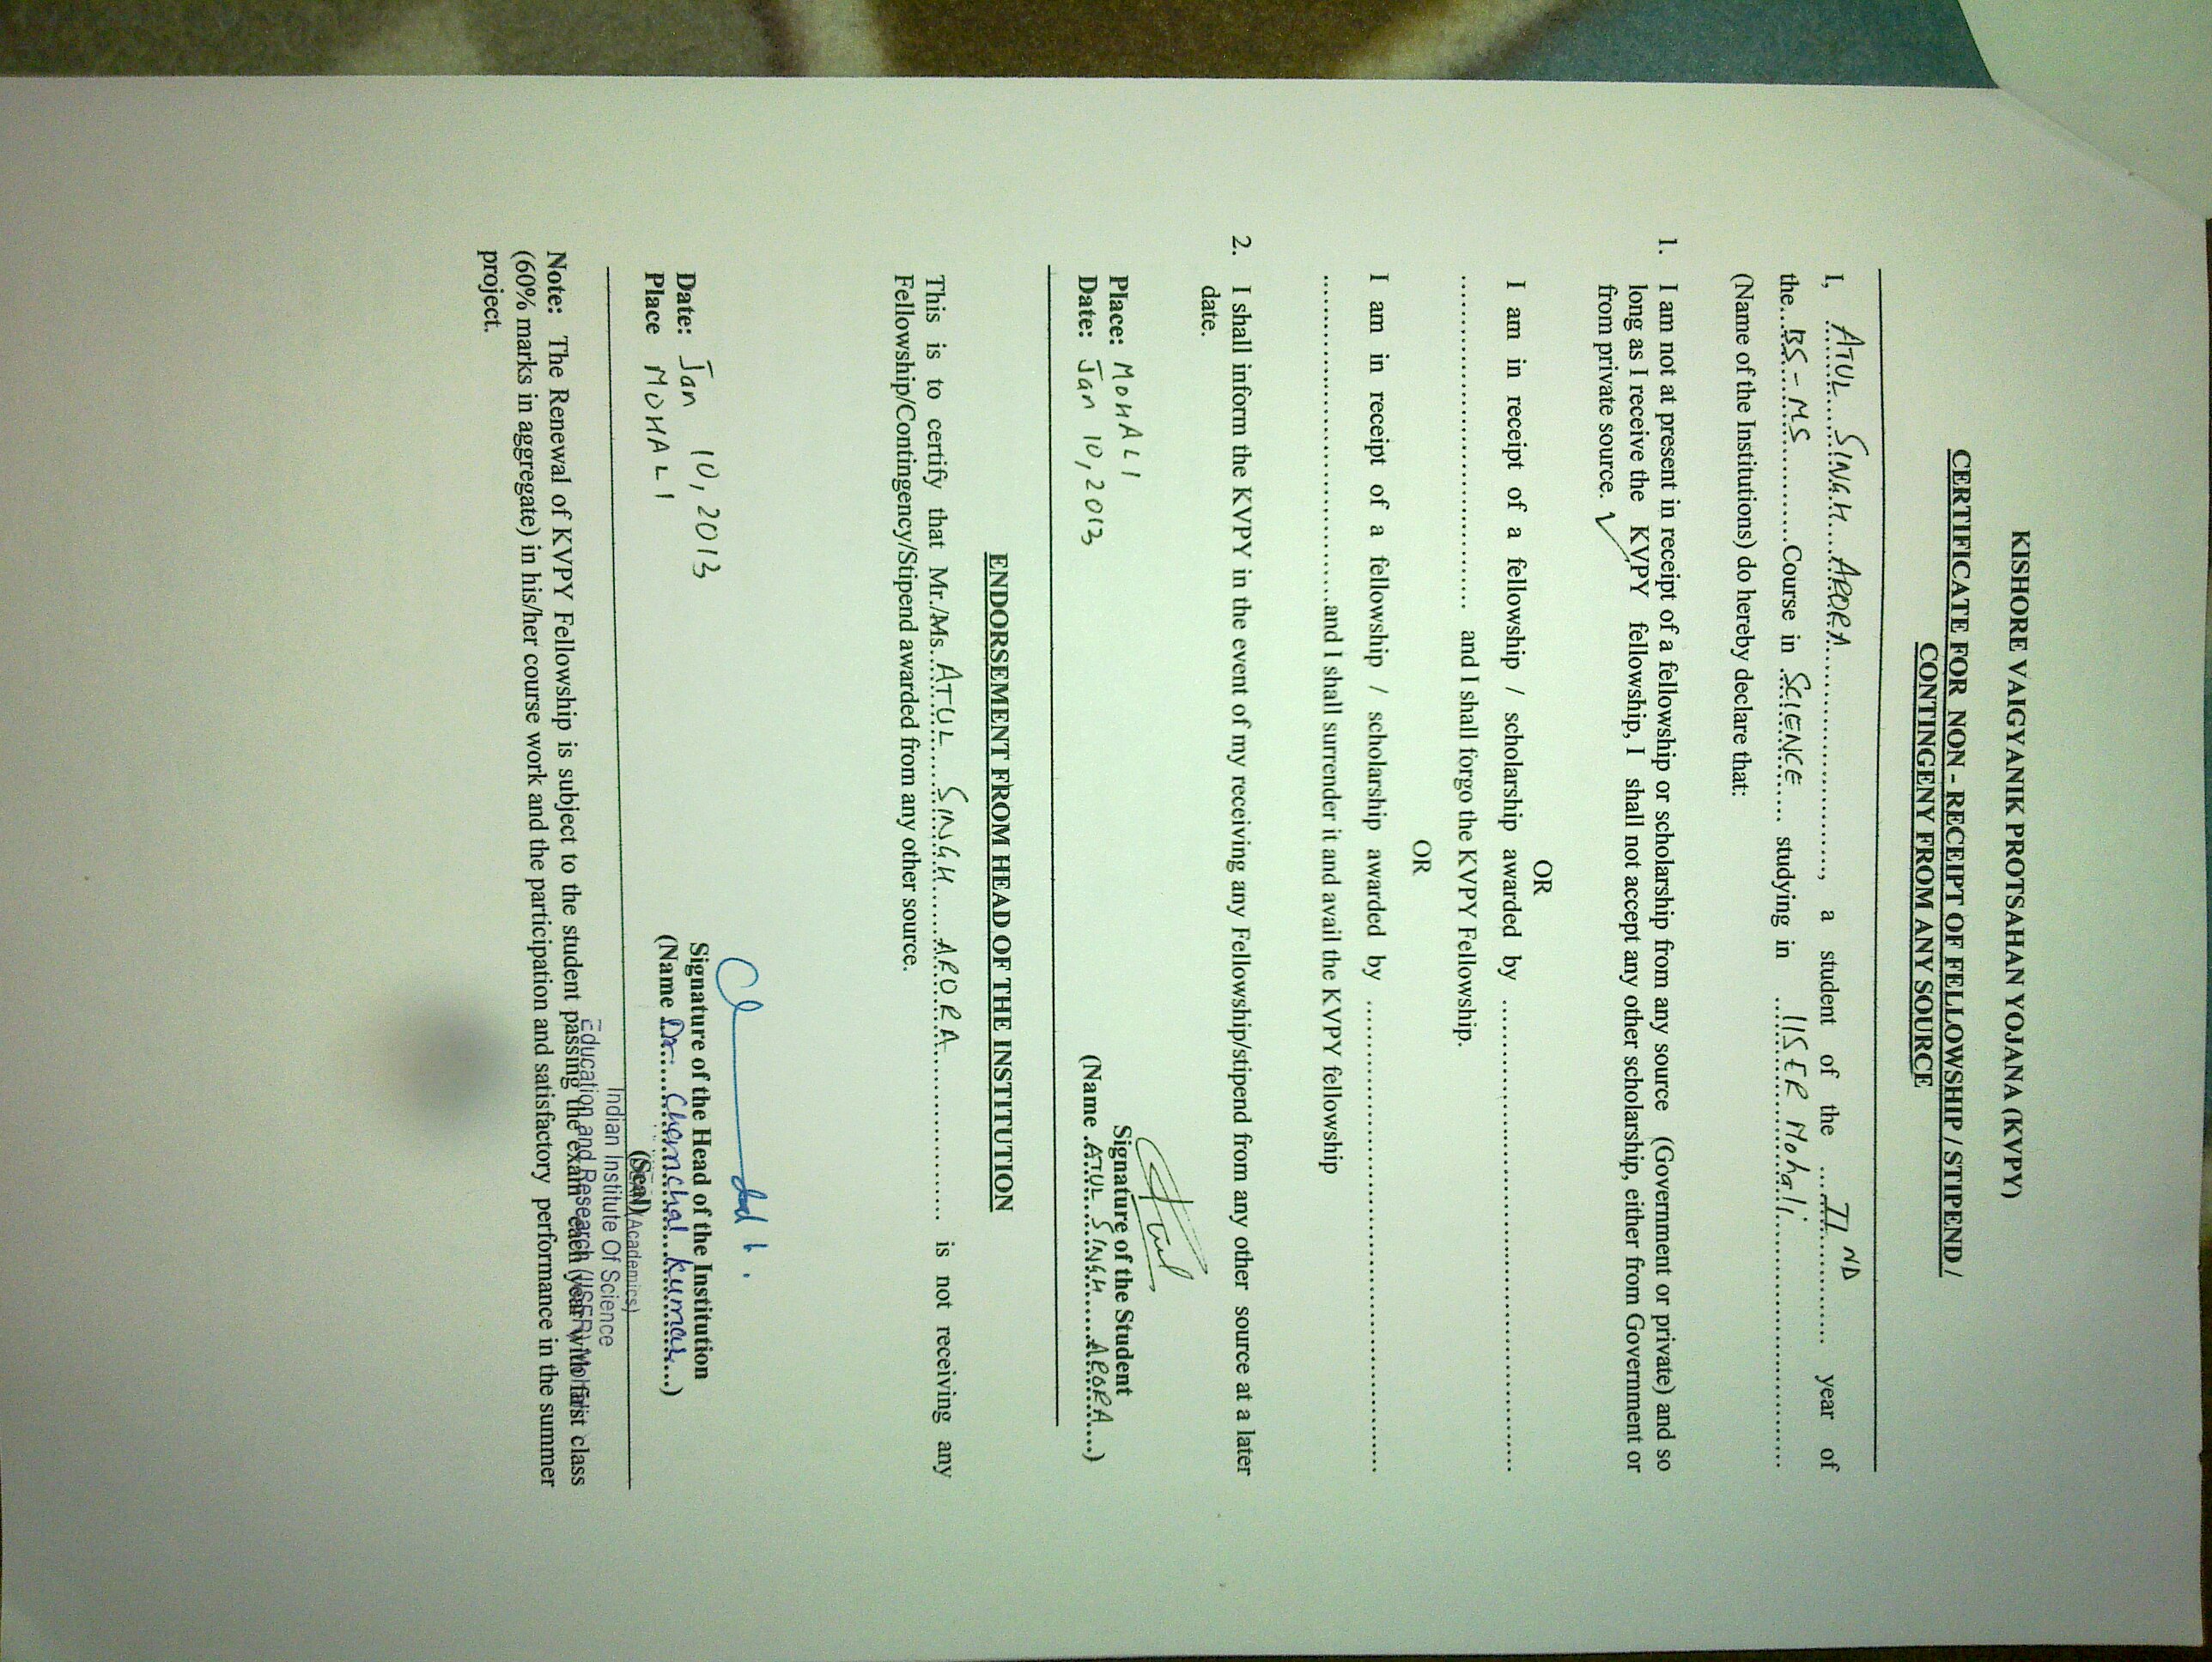 KISHORE VAIGYANIK PROTSAHAN YOJANA (KVPY)
CERTIFICATE FOR NON - RECEIPT OF FELLOWSHIP / STIPEND /
CONTINGENY FROM ANY SOURCE
I, ATUL SINGH ARORA, a student of the IIND year of
the BS-MS Course in SCIENCE studying in IISER Mohali
(Name of the Institutions) do hereby declare that:
1. I am not at present in receipt of a fellowship or scholarship from any source (Government or private) and so
long as I receive the KVPY fellowship, I shall not accept any other scholarship, either from Government or
from private source. ✓
OR
I am in receipt of a fellowship / scholarship awarded by ..............................
.............................. and I shall forgo the KVPY Fellowship.
OR
I am in receipt of a fellowship / scholarship awarded by ..............................
..............................and I shall surrender it and avail the KVPY fellowship
2. I shall inform the KVPY in the event of my receiving any Fellowship/stipend from any other source at a later
date.
Atul
Place: MOHALI Signature of the Student
Date: Jan 10, 2013 (Name ATUL SINGH ARORA)
ENDORSEMENT FROM HEAD OF THE INSTITUTION
This is to certify that Mr./Ms. ATUL SINGH ARORA is not receiving any
Fellowship/Contingency/Stipend awarded from any other source.
Date: Jan 10, 2013 Signature of the Head of the Institution
Place MOHALI (Name Dr. Chanchal Kumar)
(Seal)
(Academics)
Indian Institute Of Science
Education and Research (IISER) Mohali
Note: The Renewal of KVPY Fellowship is subject to the student passing the exam each year with first class
(60% marks in aggregate) in his/her course work and the participation and satisfactory performance in the summer
project.